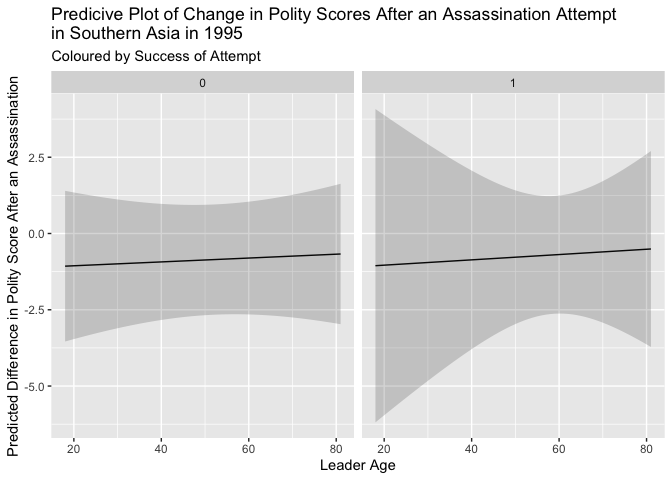 Predicive Plot of Change in Polity Scores After an Assassination Attempt
in Southern Asia in 1995
Coloured by Success of Attempt
0
1
Predicted Difference in Polity Score After an Assassination
2.5
0.0
-2.5
-5.0
20
40
60
80
20
40
60
80
Leader Age